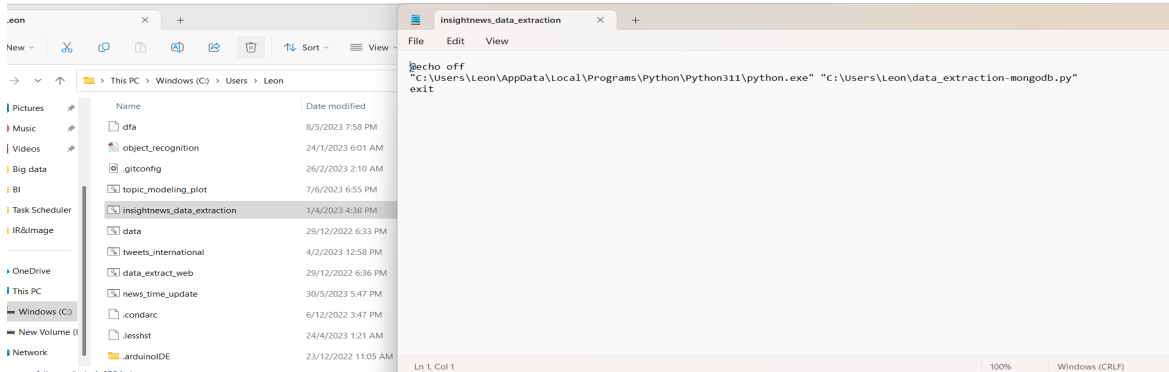 .eon
insightnews_data_extraction
File Edit View
New Sort View
This PC > Windows (C:) > Users > Leon
@echo off
"C:\Users\Leon\AppData\Local\Programs\Python\Python311\python.exe" "C:\Users\Leon\data_extraction-mongodb.py"
exit
Pictures
Music
Videos
Big data
BI
Task Scheduler
IR&Image
OneDrive
This PC
Windows (C:)
New Volume (
Network
Name Date modified
dfa 8/5/2023 7:58 PM
object_recognition 24/1/2023 6:01 AM
.gitconfig 26/2/2023 2:10 AM
topic_modeling_plot 7/6/2023 6:55 PM
insightnews_data_extraction 1/4/2023 4:38 PM
data 29/12/2022 6:33 PM
tweets_international 4/2/2023 12:58 PM
data_extract_web 29/12/2022 6:36 PM
news_time_update 30/5/2023 5:47 PM
.condarc 6/12/2022 3:47 PM
.lesshst 24/4/2023 1:21 AM
.arduinoIDE 23/12/2022 11:05 AM
Ln 1, Col 1 100% Windows (CRLF)